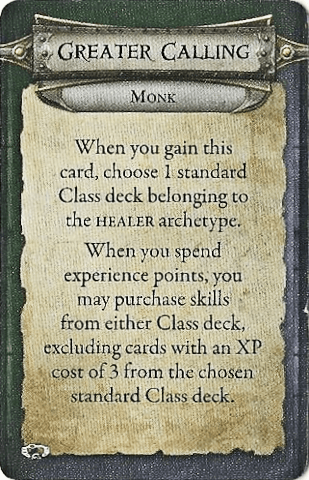 Greater Calling
Monk
When you gain this
card, choose 1 standard
Class deck belonging to
the HEALER archetype.
When you spend
experience points, you
may purchase skills
from either Class deck,
excluding cards with an XP
cost of 3 from the chosen
standard Class deck.